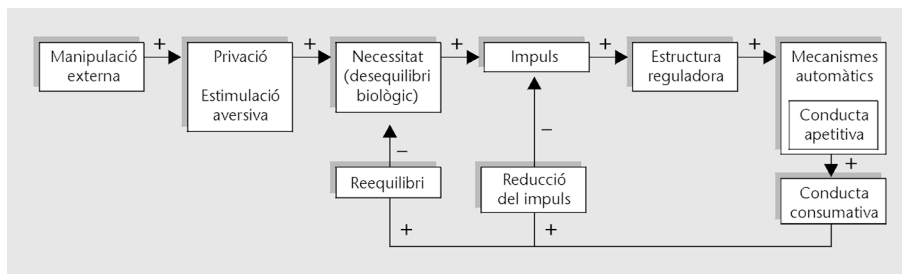 Manipulació
externa
+
Privació
Estimulació
aversiva
+
Necessitat
(desequilibri
biològic)
+
Impuls
+
Estructura
reguladora
+
Mecanismes
automàtics
Conducta
apetitiva
+
Conducta
consumativa
–
Reequilibri
+
–
Reducció
del impuls
+